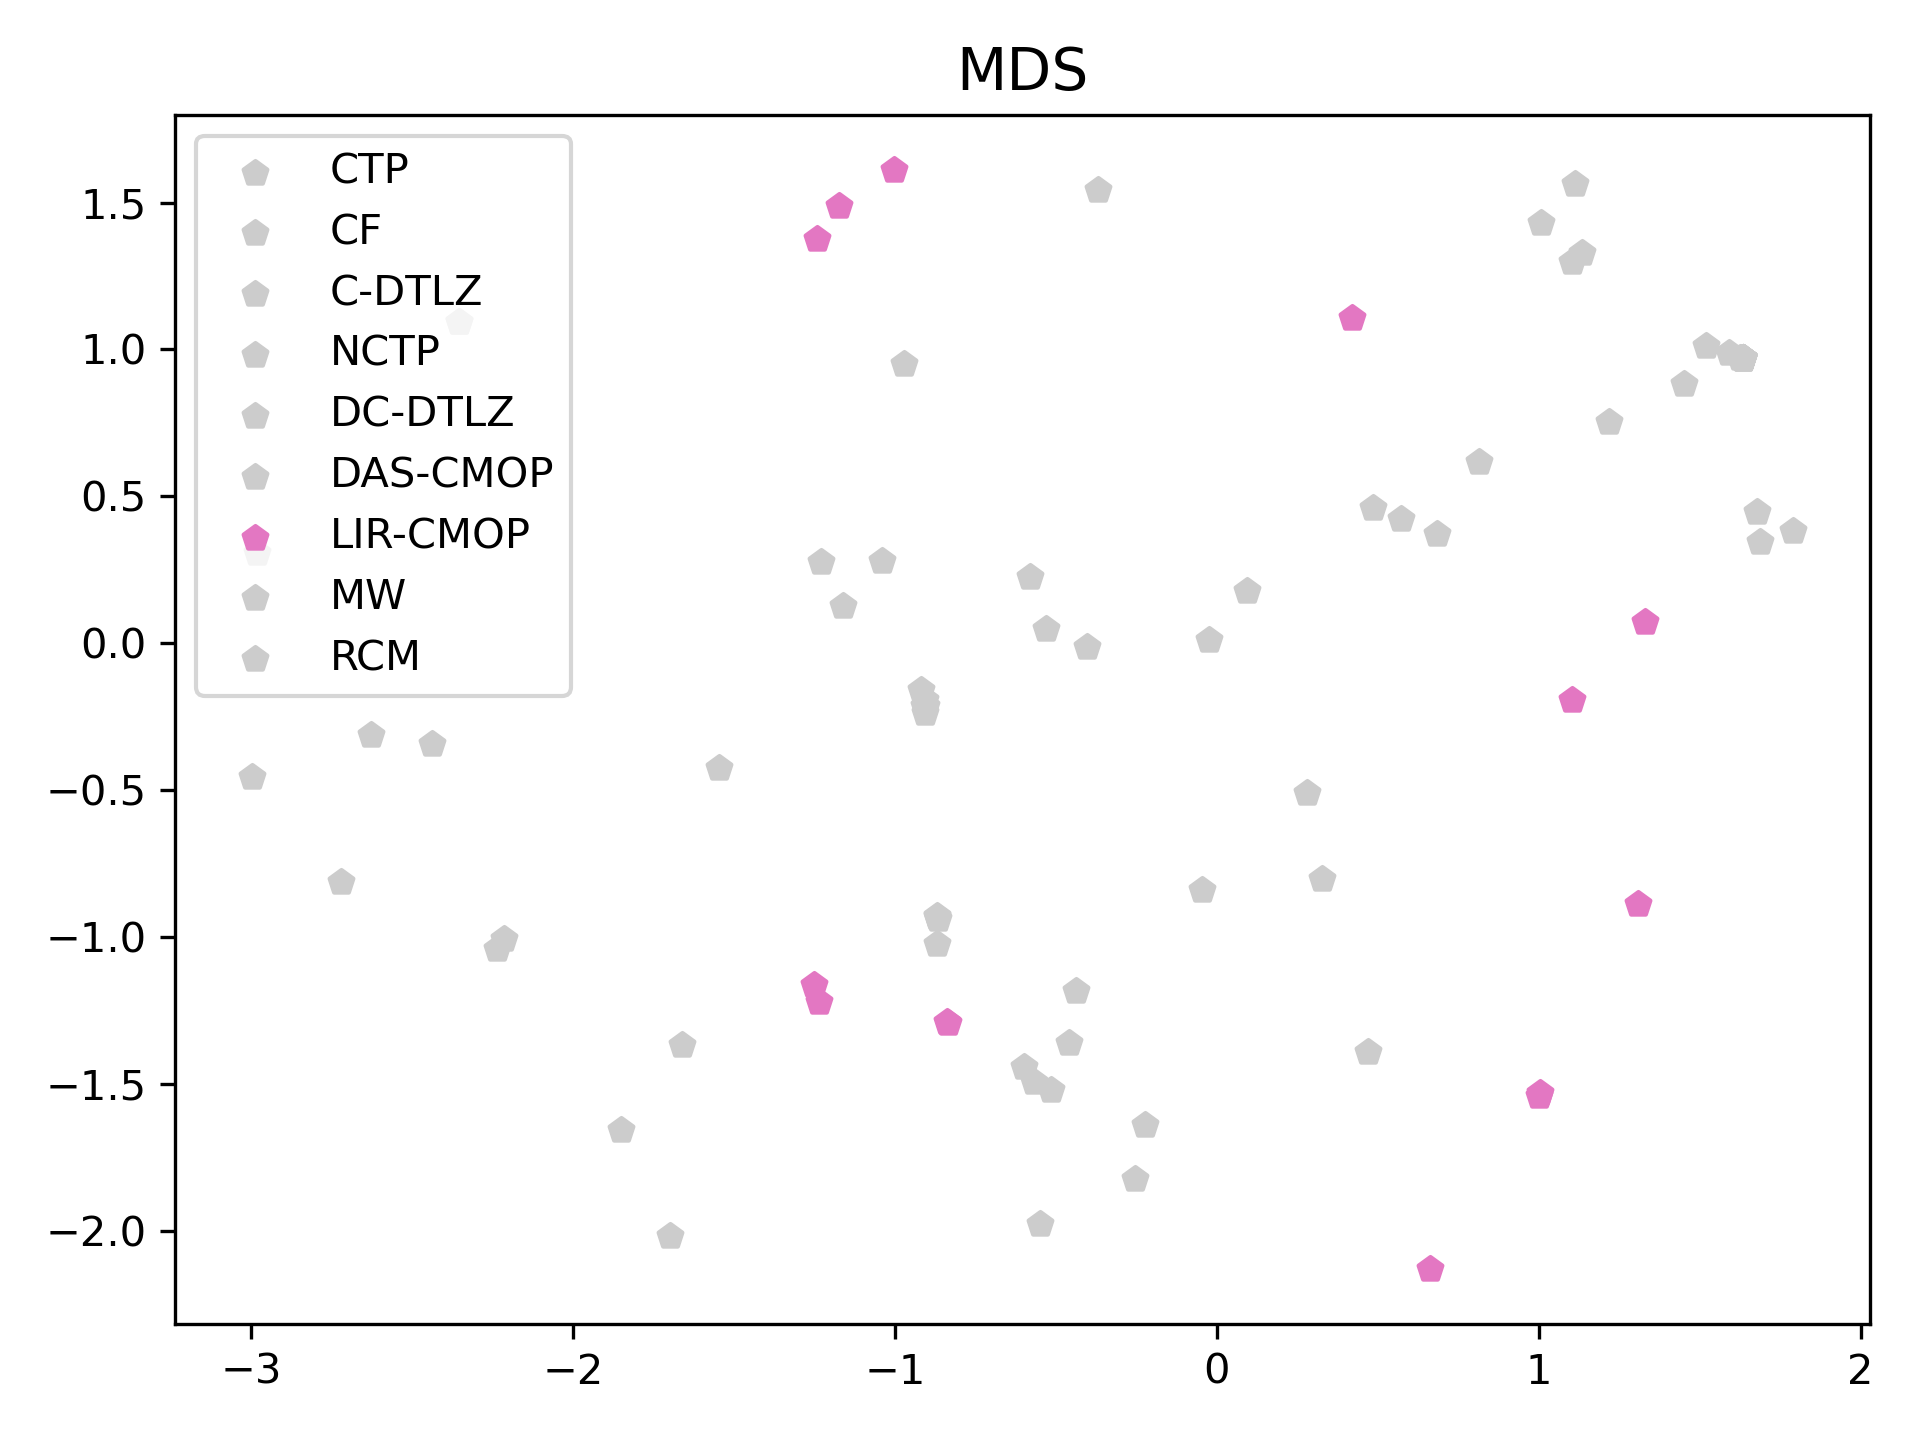 MDS
CTP
CF
C-DTLZ
NCTP
DC-DTLZ
DAS-CMOP
LIR-CMOP
MW
RCM
1.5
1.0
0.5
0.0
−0.5
−1.0
−1.5
−2.0
−3 −2 −1 0 1 2